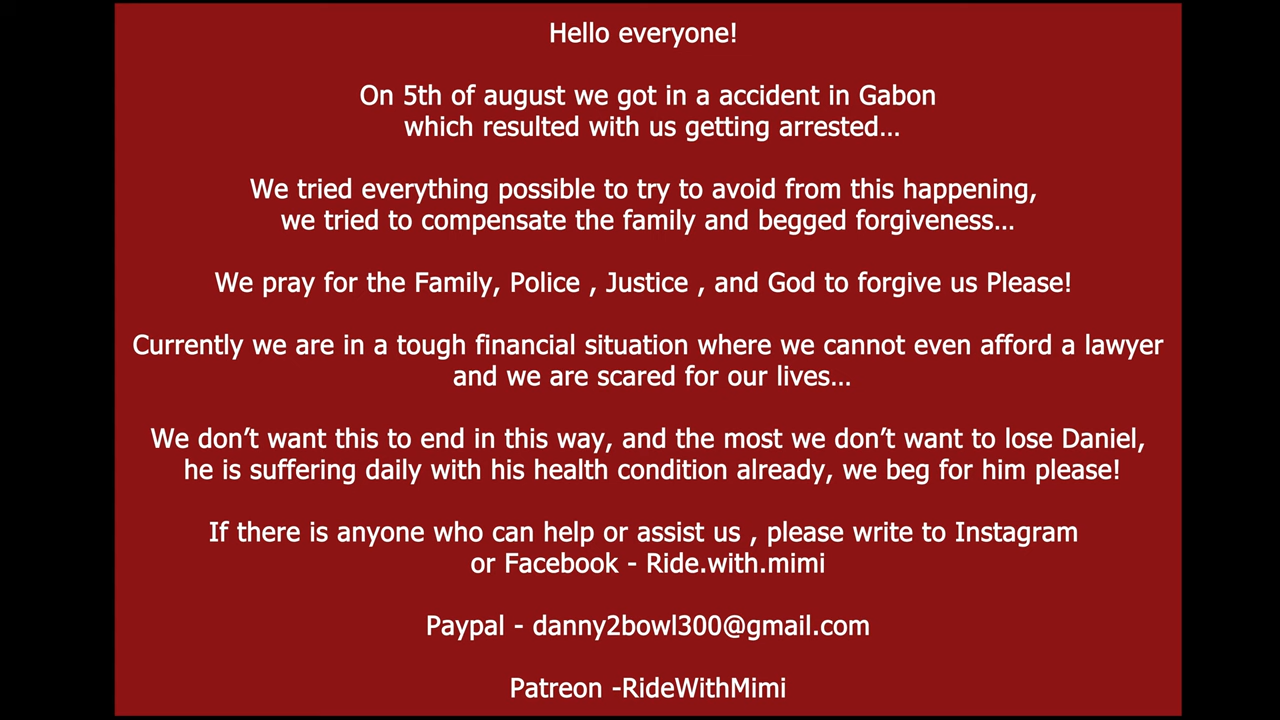 Hello everyone!
On 5th of august we got in a accident in Gabon
which resulted with us getting arrested...
We tried everything possible to try to avoid from this happening,
we tried to compensate the family and begged forgiveness...
We pray for the Family, Police , Justice , and God to forgive us Please!
Currently we are in a tough financial situation where we cannot even afford a lawyer
and we are scared for our lives...
We don’t want this to end in this way, and the most we don’t want to lose Daniel,
he is suffering daily with his health condition already, we beg for him please!
If there is anyone who can help or assist us , please write to Instagram
or Facebook - Ride.with.mimi
Paypal - danny2bowl300@gmail.com
Patreon -RideWithMimi